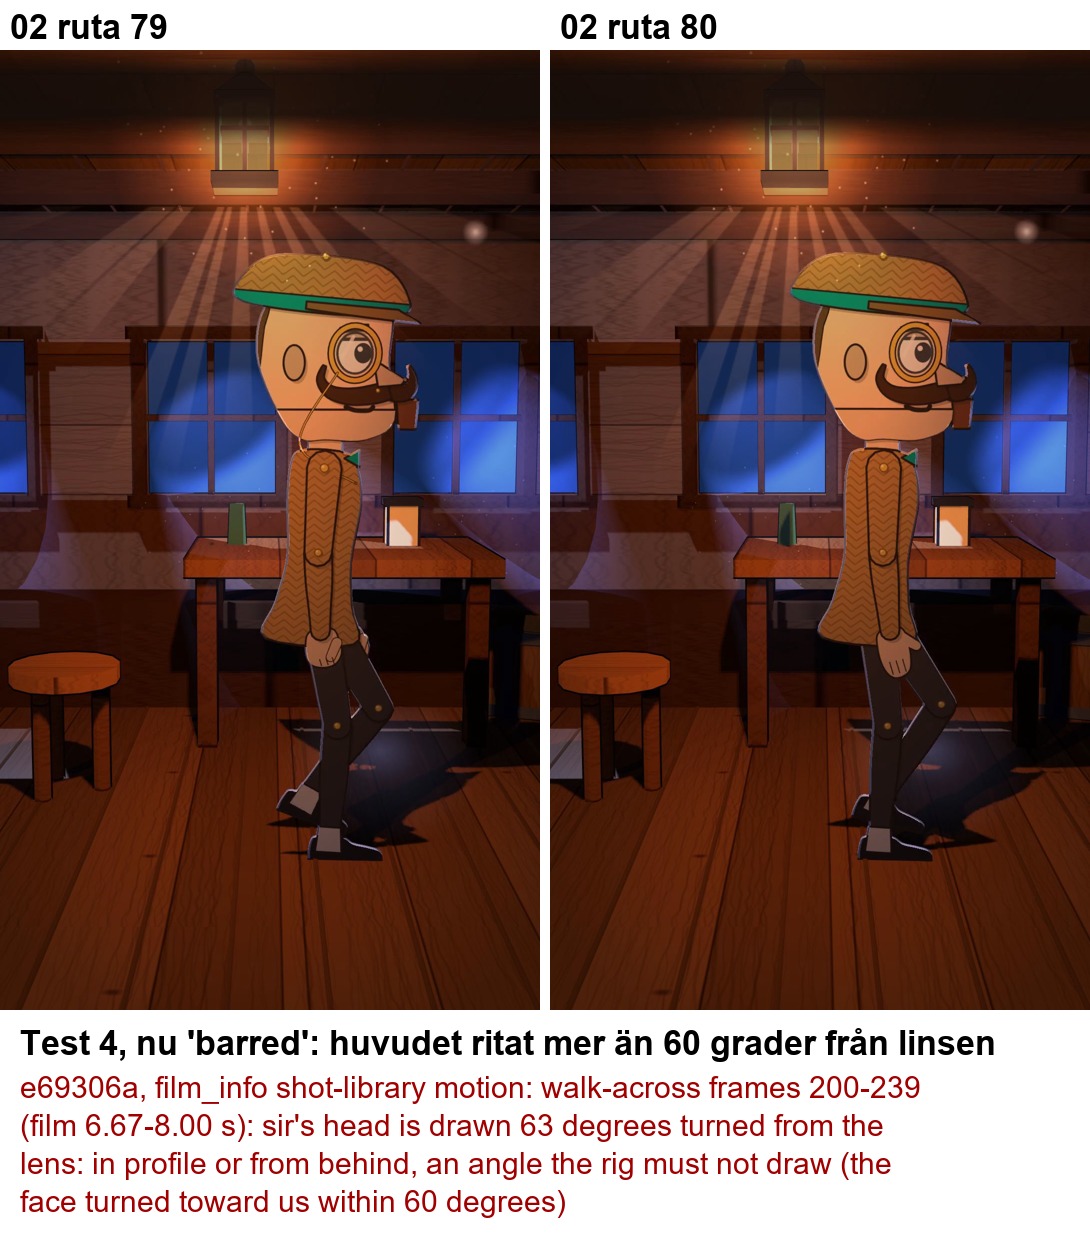 02 ruta 79
02 ruta 80
Test 4, nu 'barred': huvudet ritat mer än 60 grader från linsen
e69306a, film_info shot-library motion: walk-across frames 200-239
(film 6.67-8.00 s): sir's head is drawn 63 degrees turned from the
lens: in profile or from behind, an angle the rig must not draw (the
face turned toward us within 60 degrees)